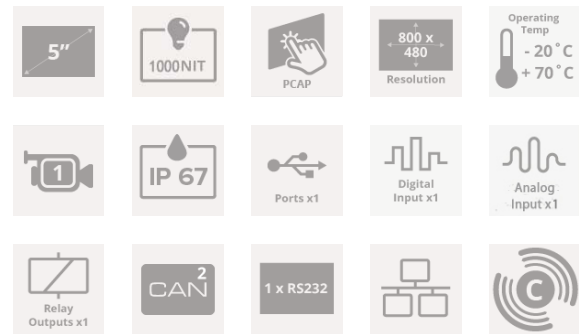 5”
1000NIT
PCAP
800 x
480
Resolution
Operating
Temp
- 20°C
+ 70°C
1
IP 67
Ports x1
Digital
Input x1
Analog
Input x1
Relay
Outputs x1
CAN 2
1 x RS232
C